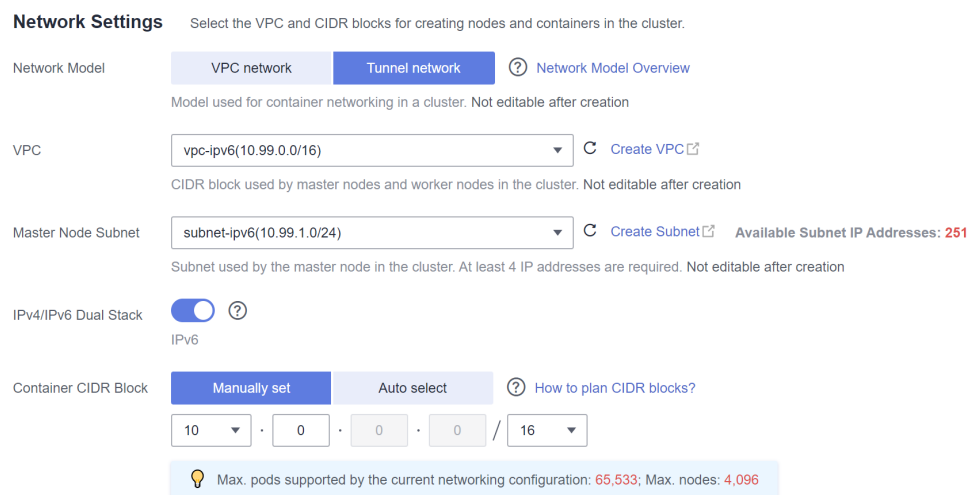 Network Settings Select the VPC and CIDR blocks for creating nodes and containers in the cluster.
Network Model VPC network Tunnel network ? Network Model Overview
Model used for container networking in a cluster. Not editable after creation
VPC vpc-ipv6(10.99.0.0/16) Create VPC
CIDR block used by master nodes and worker nodes in the cluster. Not editable after creation
Master Node Subnet subnet-ipv6(10.99.1.0/24) Create Subnet Available Subnet IP Addresses: 251
Subnet used by the master node in the cluster. At least 4 IP addresses are required. Not editable after creation
IPv4/IPv6 Dual Stack ?
IPv6
Container CIDR Block Manually set Auto select ? How to plan CIDR blocks?
10 . 0 . 0 . 0 / 16
Max. pods supported by the current networking configuration: 65,533; Max. nodes: 4,096